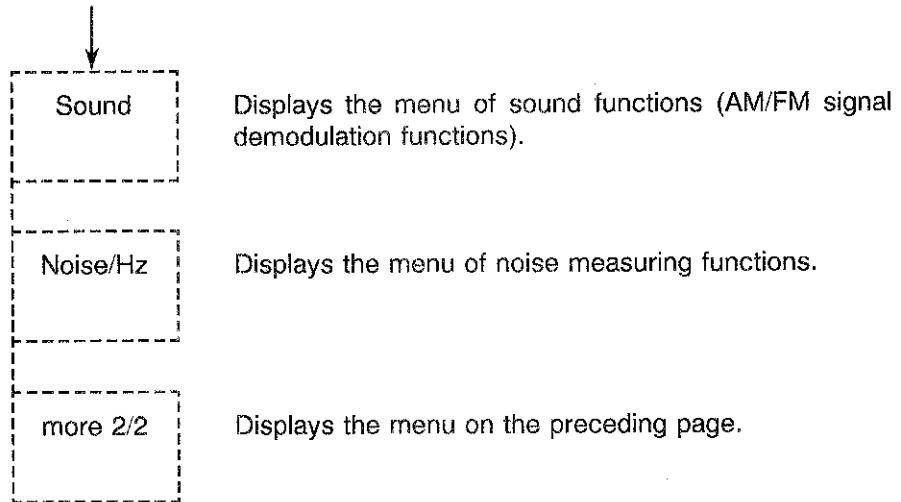 Sound
Displays the menu of sound functions (AM/FM signal
demodulation functions).
Noise/Hz
Displays the menu of noise measuring functions.
more 2/2
Displays the menu on the preceding page.